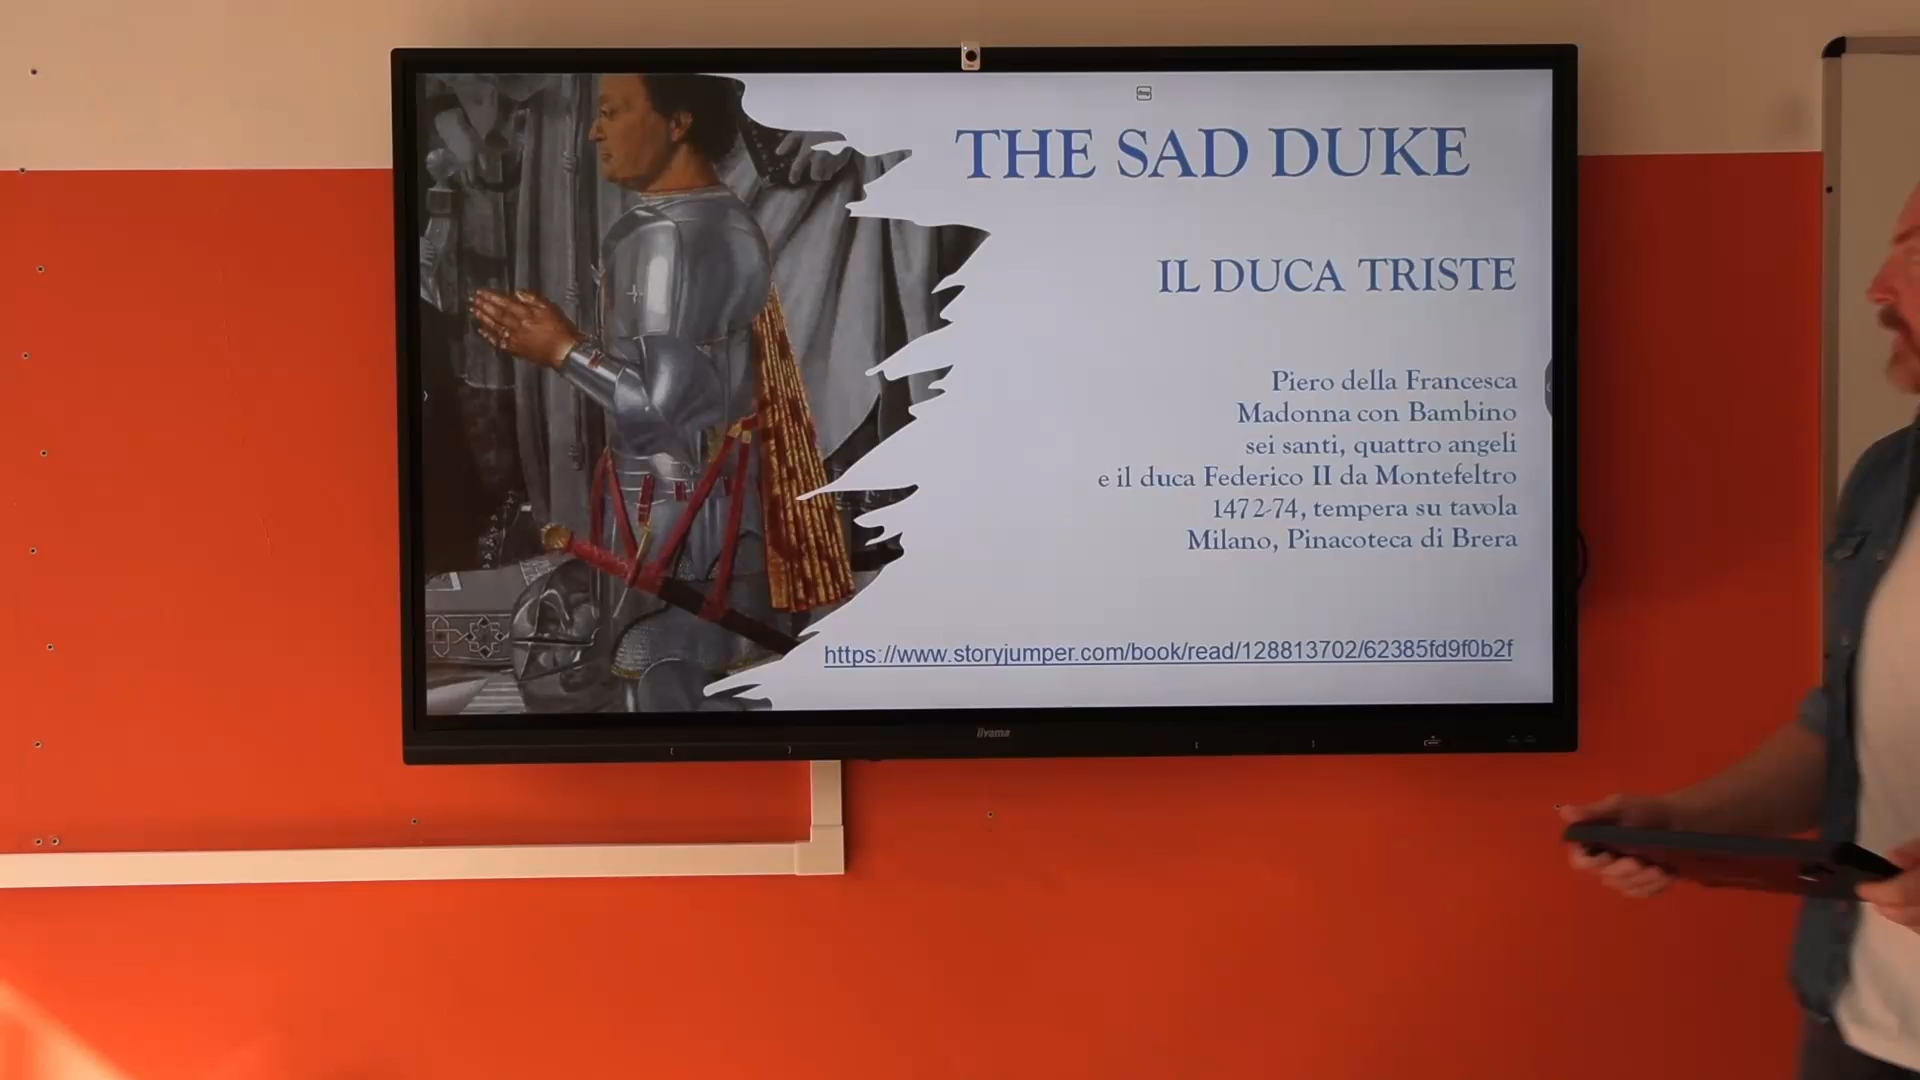 THE SAD DUKE
IL DUCA TRISTE
Piero della Francesca
Madonna con Bambino
sei santi, quattro angeli
e il duca Federico II da Montefeltro
1472-74, tempera su tavola
Milano, Pinacoteca di Brera
https://www.storyjumper.com/book/read/128813702/62385fd9f0b2f
iiyama